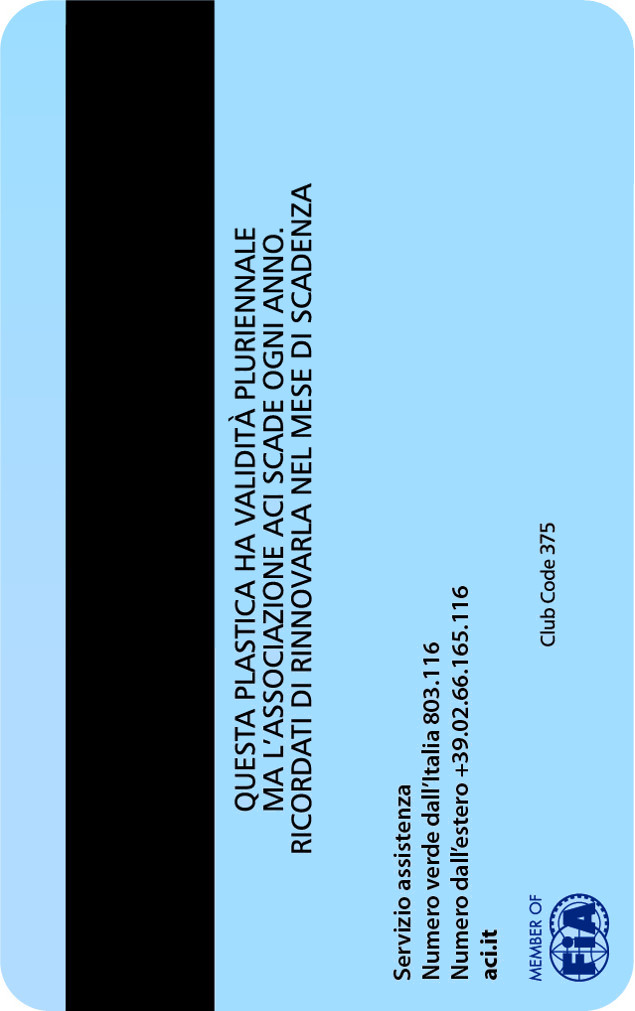 QUESTA PLASTICA HA VALIDITÀ PLURIENNALE
MA L'ASSOCIAZIONE ACI SCADE OGNI ANNO.
RICORDATI DI RINNOVARLA NEL MESE DI SCADENZA
Servizio assistenza
Numero verde dall'Italia 803.116
Numero dall'estero +39.02.66.165.116
aci.it
MEMBER OF
FiA
Club Code 375